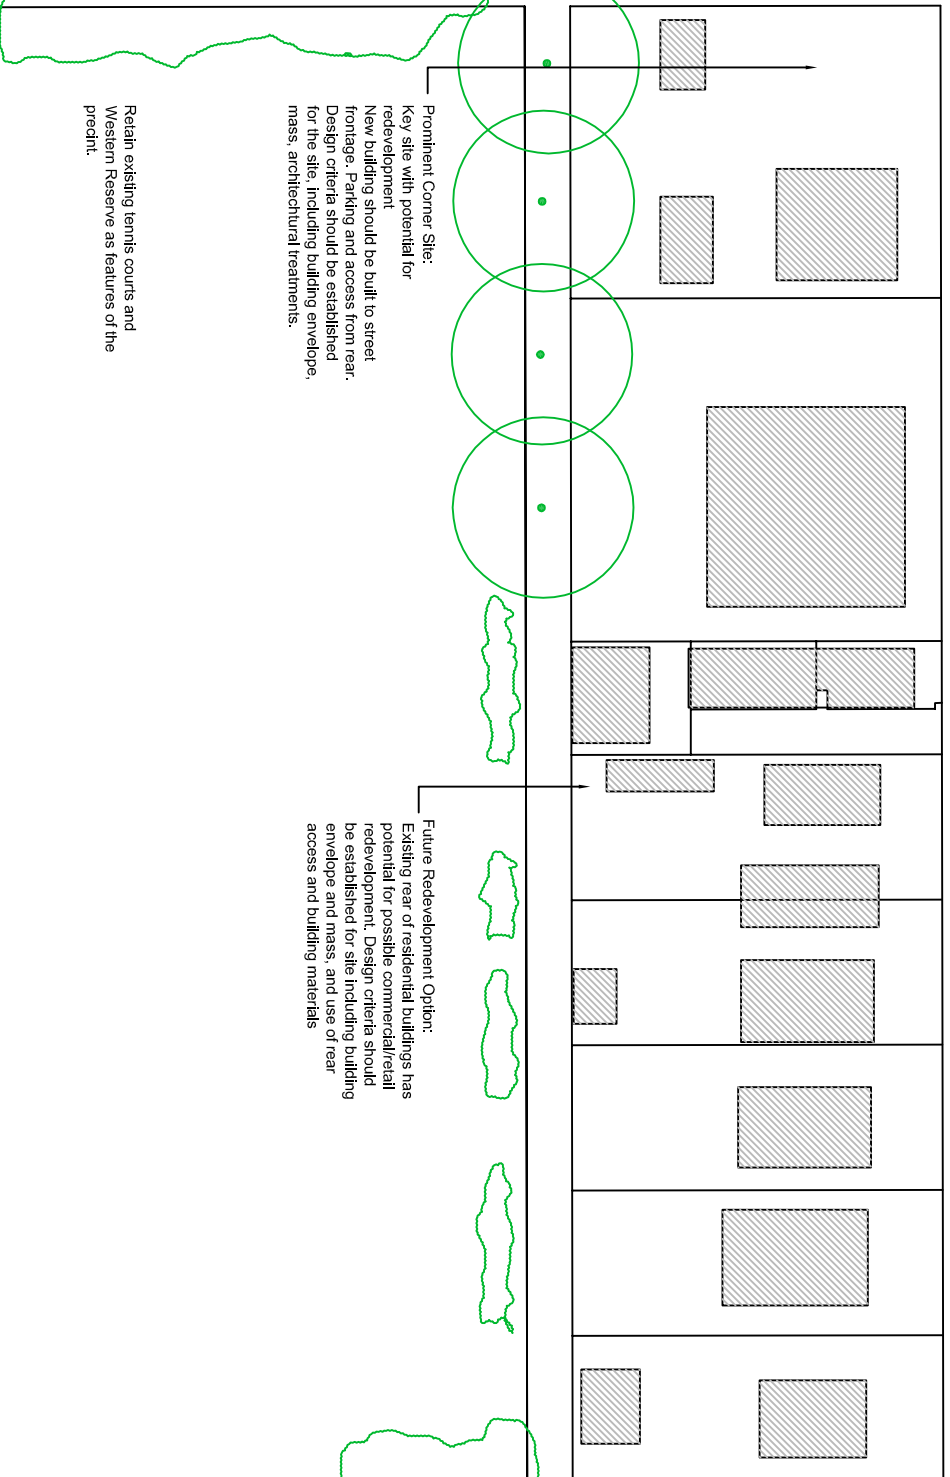 Prominent Corner Site:
Key site with potential for
redevelopment
New building should be built to street
frontage. Parking and access from rear.
Design criteria should be established
for the site, including building envelope,
mass, architechtural treatments.
Retain existing tennis courts and
Western Reserve as features of the
precint.
Future Redevelopment Option:
Existing rear of residential buildings has
potential for possible commercial/retail
redevelopment. Design criteria should
be established for site including building
envelope and mass, and use of rear
access and building materials